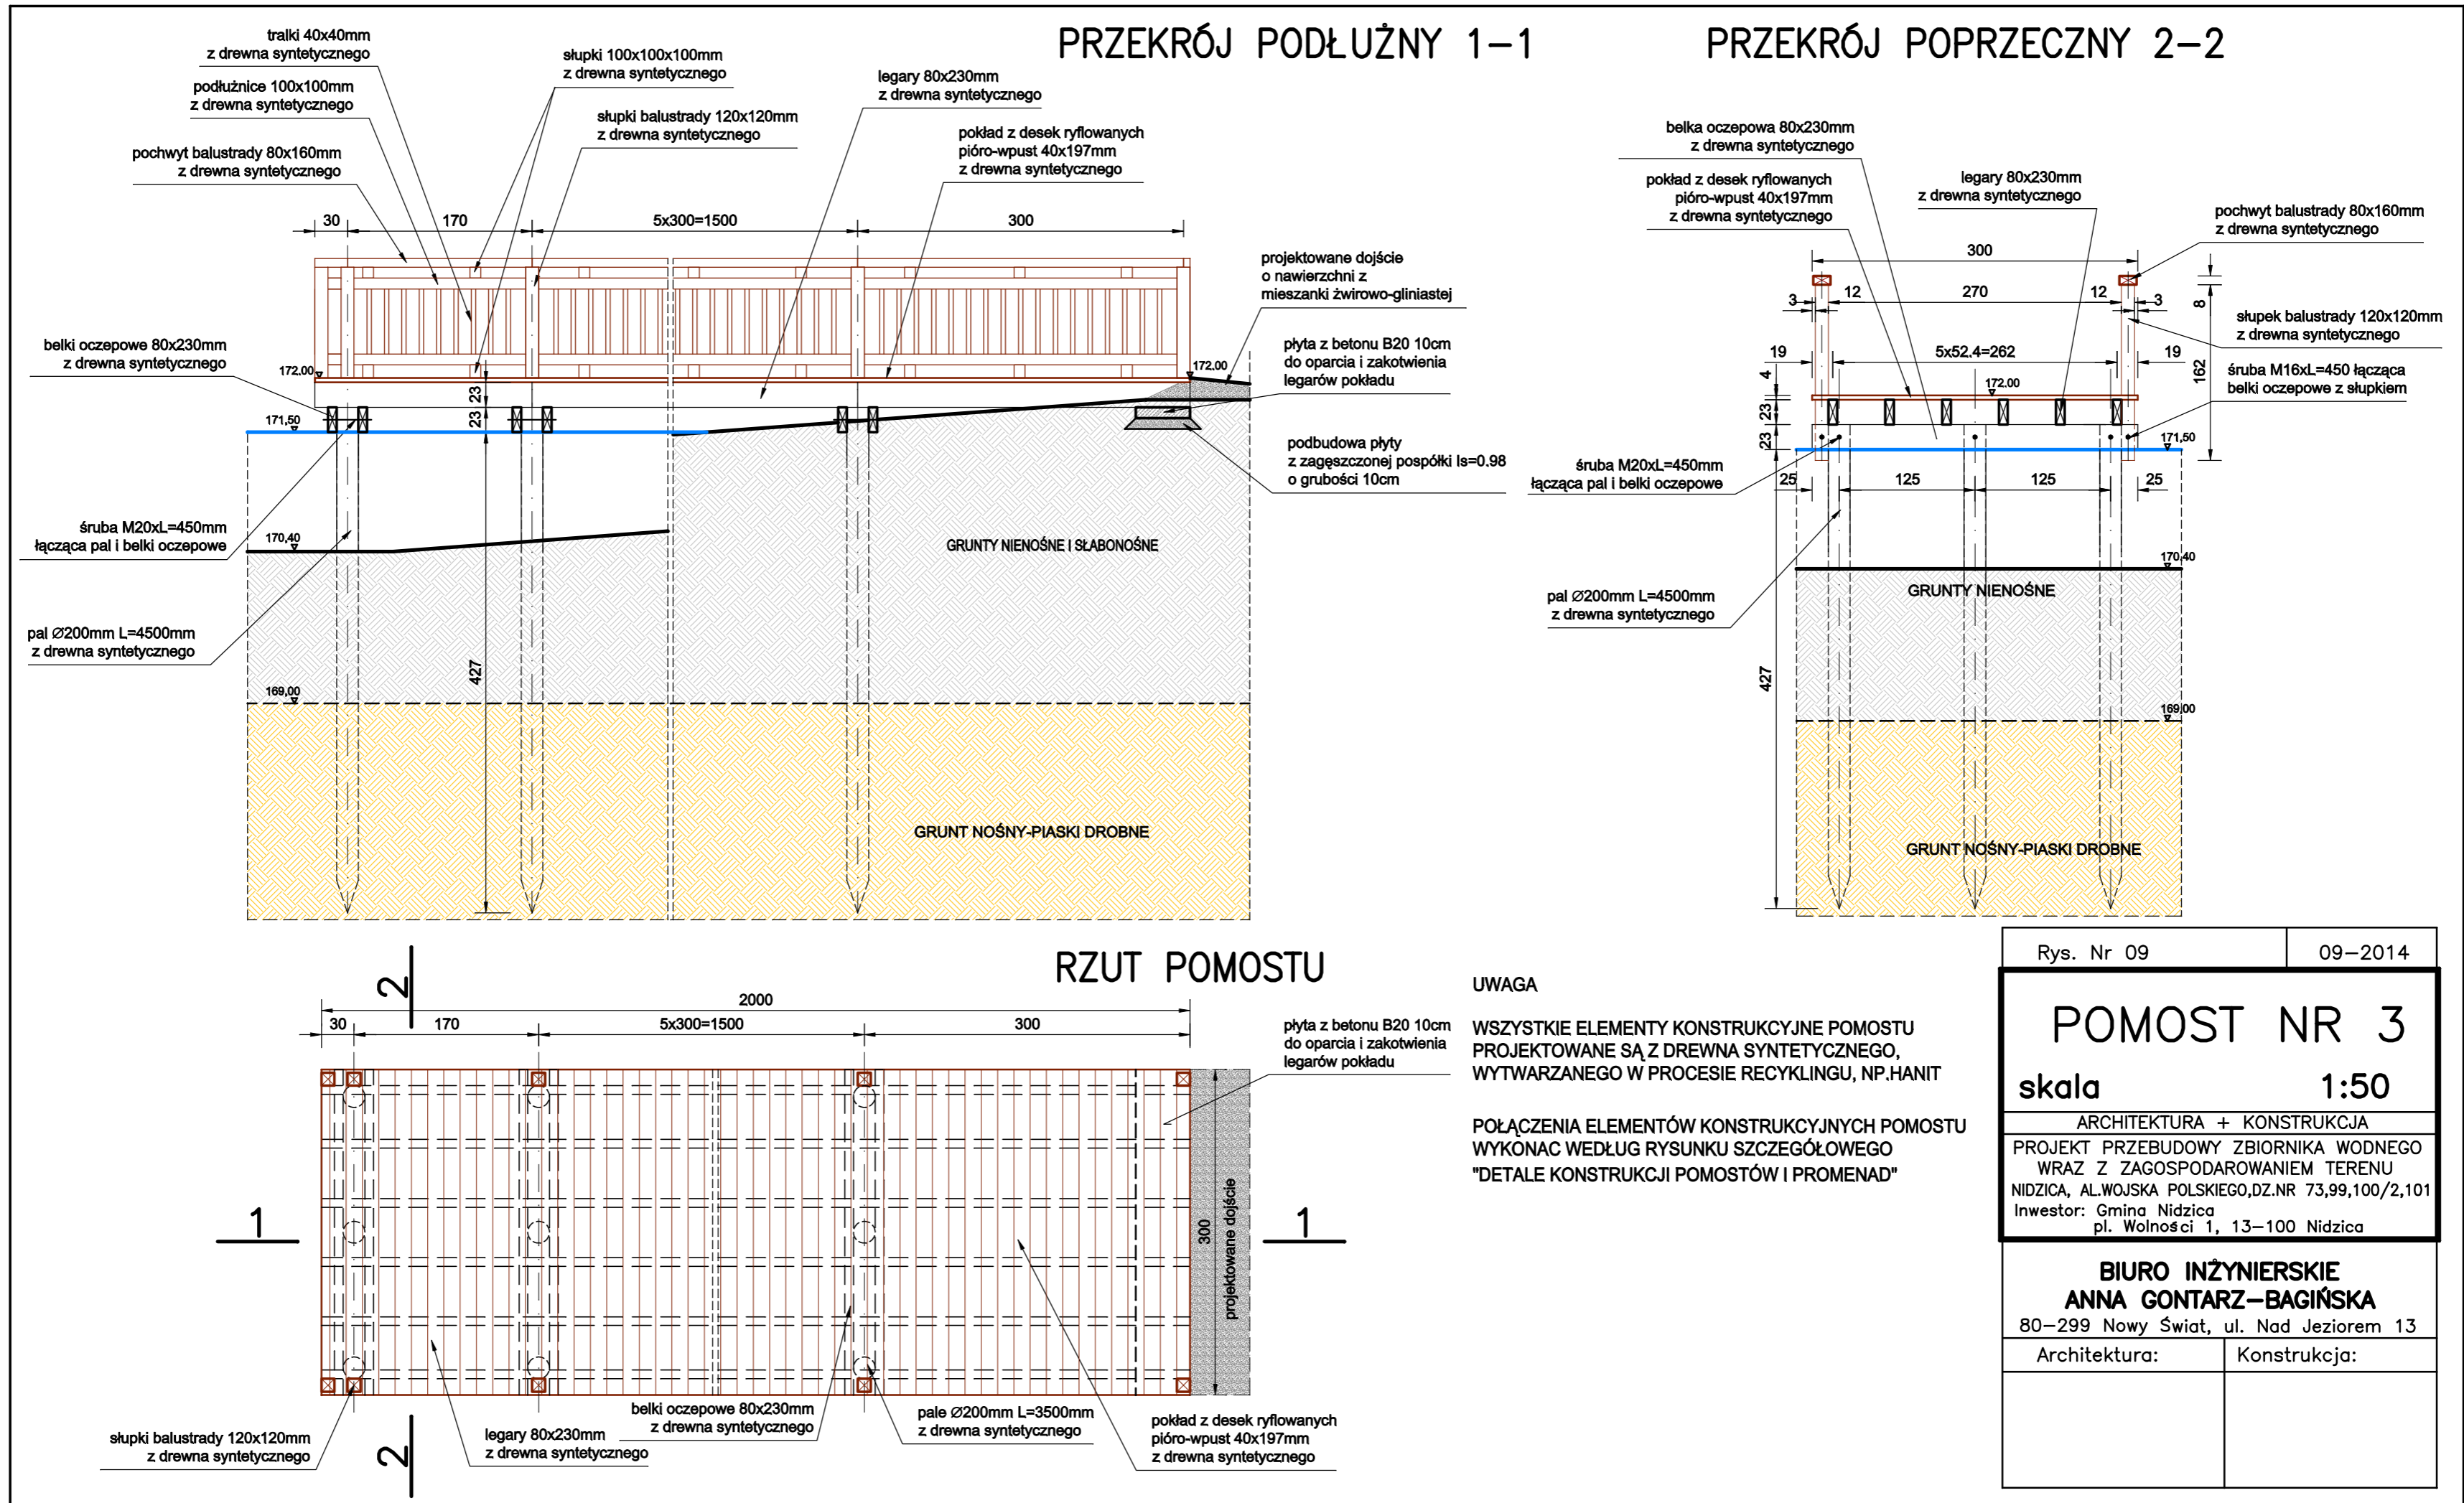 PRZEKRÓJ PODŁUŻNY 1-1
tralki 40x40mm
z drewna syntetycznego
podłużnice 100x100mm
z drewna syntetycznego
pochwyt balustrady 80x160mm
z drewna syntetycznego
słupki 100x100x100mm
z drewna syntetycznego
słupki balustrady 120x120mm
z drewna syntetycznego
legary 80x230mm
z drewna syntetycznego
pokład z desek ryflowanych
pióro-wpust 40x197mm
z drewna syntetycznego
30
170
5x300=1500
300
projektowane dojście
o nawierzchni z
mieszanki żwirowo-gliniastej
belki oczepowe 80x230mm
z drewna syntetycznego
płyta z betonu B20 10cm
do oparcia i zakotwienia
legarów pokładu
172.00
172.00
23
23
171,50
podbudowa płyty
z zagęszczonej pospółki Is=0.98
o grubości 10cm
śruba M20xL=450mm
łącząca pal i belki oczepowe
170,40
GRUNTY NIENOŚNE I SŁABONOŚNE
pal Ø200mm L=4500mm
z drewna syntetycznego
427
169,00
GRUNT NOŚNY-PIASKI DROBNE
PRZEKRÓJ POPRZECZNY 2-2
belka oczepowa 80x230mm
z drewna syntetycznego
pokład z desek ryflowanych
pióro-wpust 40x197mm
z drewna syntetycznego
legary 80x230mm
z drewna syntetycznego
pochwyt balustrady 80x160mm
z drewna syntetycznego
300
3
12
270
12
3
8
słupek balustrady 120x120mm
z drewna syntetycznego
19
5x52.4=262
19
162
4
172.00
śruba M16xL=450 łącząca
belki oczepowe z słupkiem
23
23
171,50
śruba M20xL=450mm
łącząca pal i belki oczepowe
25
125
125
25
170,40
GRUNTY NIENOŚNE
pal Ø200mm L=4500mm
z drewna syntetycznego
427
169,00
GRUNT NOŚNY-PIASKI DROBNE
RZUT POMOSTU
2
2000
30
170
5x300=1500
300
płyta z betonu B20 10cm
do oparcia i zakotwienia
legarów pokładu
1
300
projektowane dojście
1
słupki balustrady 120x120mm
z drewna syntetycznego
2
legary 80x230mm
z drewna syntetycznego
belki oczepowe 80x230mm
z drewna syntetycznego
pale Ø200mm L=3500mm
z drewna syntetycznego
pokład z desek ryflowanych
pióro-wpust 40x197mm
z drewna syntetycznego
UWAGA
WSZYSTKIE ELEMENTY KONSTRUKCYJNE POMOSTU
PROJEKTOWANE SĄ Z DREWNA SYNTETYCZNEGO,
WYTWARZANEGO W PROCESIE RECYKLINGU, NP.HANIT
POŁĄCZENIA ELEMENTÓW KONSTRUKCYJNYCH POMOSTU
WYKONAC WEDŁUG RYSUNKU SZCZEGÓŁOWEGO
"DETALE KONSTRUKCJI POMOSTÓW I PROMENAD"
Rys. Nr 09
09-2014
POMOST NR 3
skala 1:50
ARCHITEKTURA + KONSTRUKCJA
PROJEKT PRZEBUDOWY ZBIORNIKA WODNEGO
WRAZ Z ZAGOSPODAROWANIEM TERENU
NIDZICA, AL.WOJSKA POLSKIEGO,DZ.NR 73,99,100/2,101
Inwestor: Gmina Nidzica
pl. Wolności 1, 13-100 Nidzica
BIURO INŻYNIERSKIE
ANNA GONTARZ-BAGIŃSKA
80-299 Nowy Świat, ul. Nad Jeziorem 13
Architektura:
Konstrukcja: